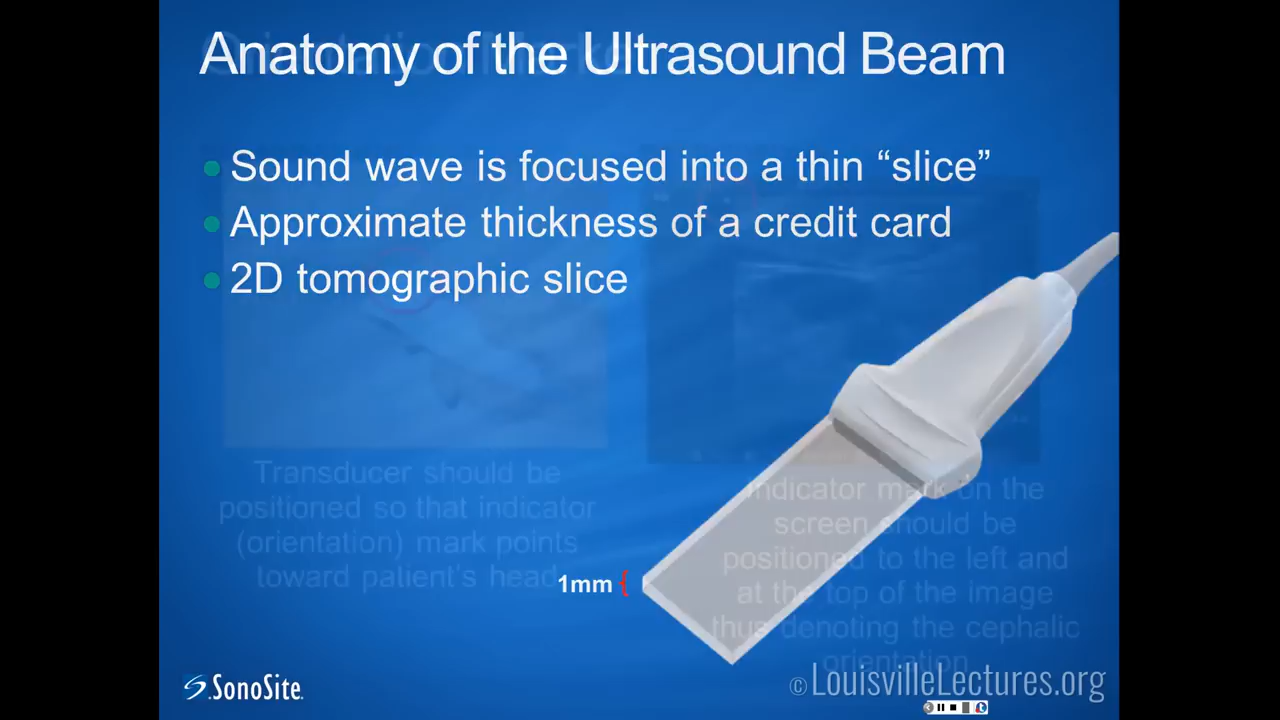 Anatomy of the Ultrasound Beam
Sound wave is focused into a thin “slice”
Approximate thickness of a credit card
2D tomographic slice
Transducer should be
positioned so that indicator
(orientation) mark points
toward patient's head
1mm
Indicator mark on the
screen should be
positioned to the left and
at the top of the image
thus denoting the cephalic
orientation
SonoSite
© LouisvilleLectures.org